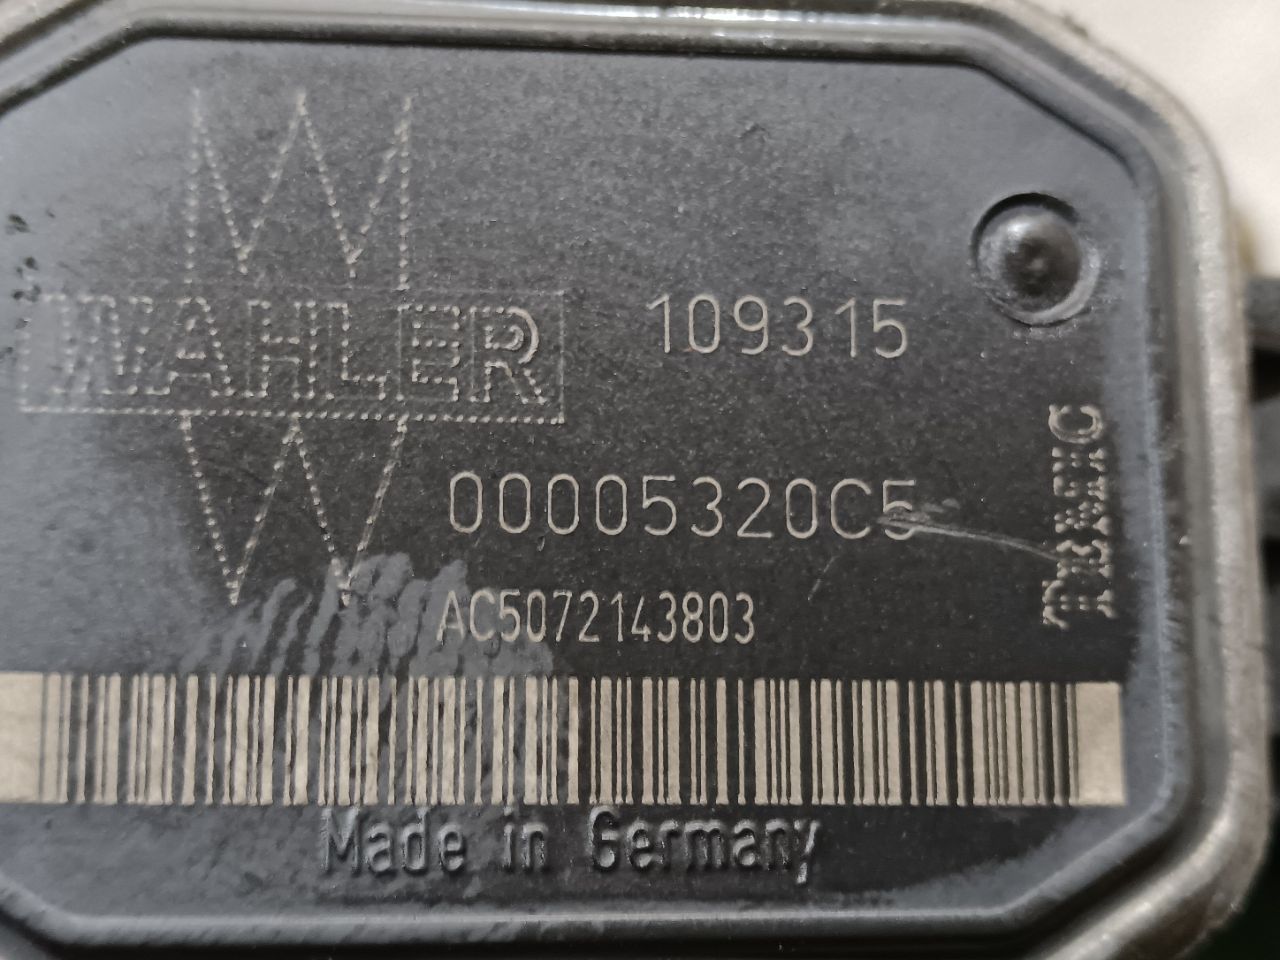 WAHLER
109315
00005320C5
AC5072143803
Made in Germany